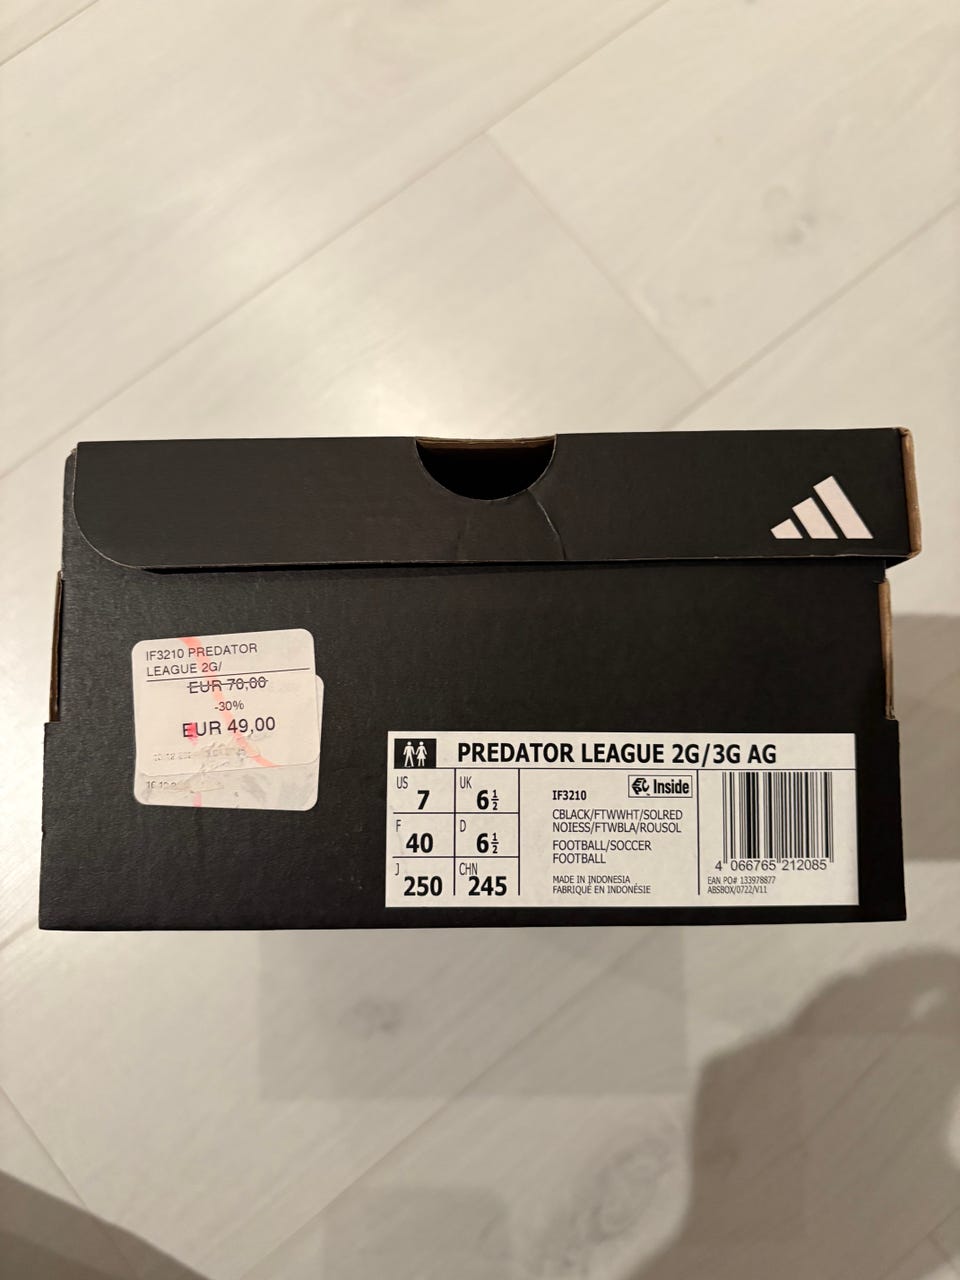 IF3210 PREDATOR
LEAGUE 2G/
EUR 70,00
-30%
EUR 49,00
PREDATOR LEAGUE 2G/3G AG
US 7
UK 6½
F 40
D 6½
J 250
CHN 245
Inside
IF3210
CBLACK/FTWWHT/SOLRED
NOIESS/FTWBLA/ROUSOL
FOOTBALL/SOCCER
FOOTBALL
MADE IN INDONESIA
FABRIQUÉ EN INDONÉSIE
4 066765 212085
EAN PO# 133978877
ABSBOX/0722/V11